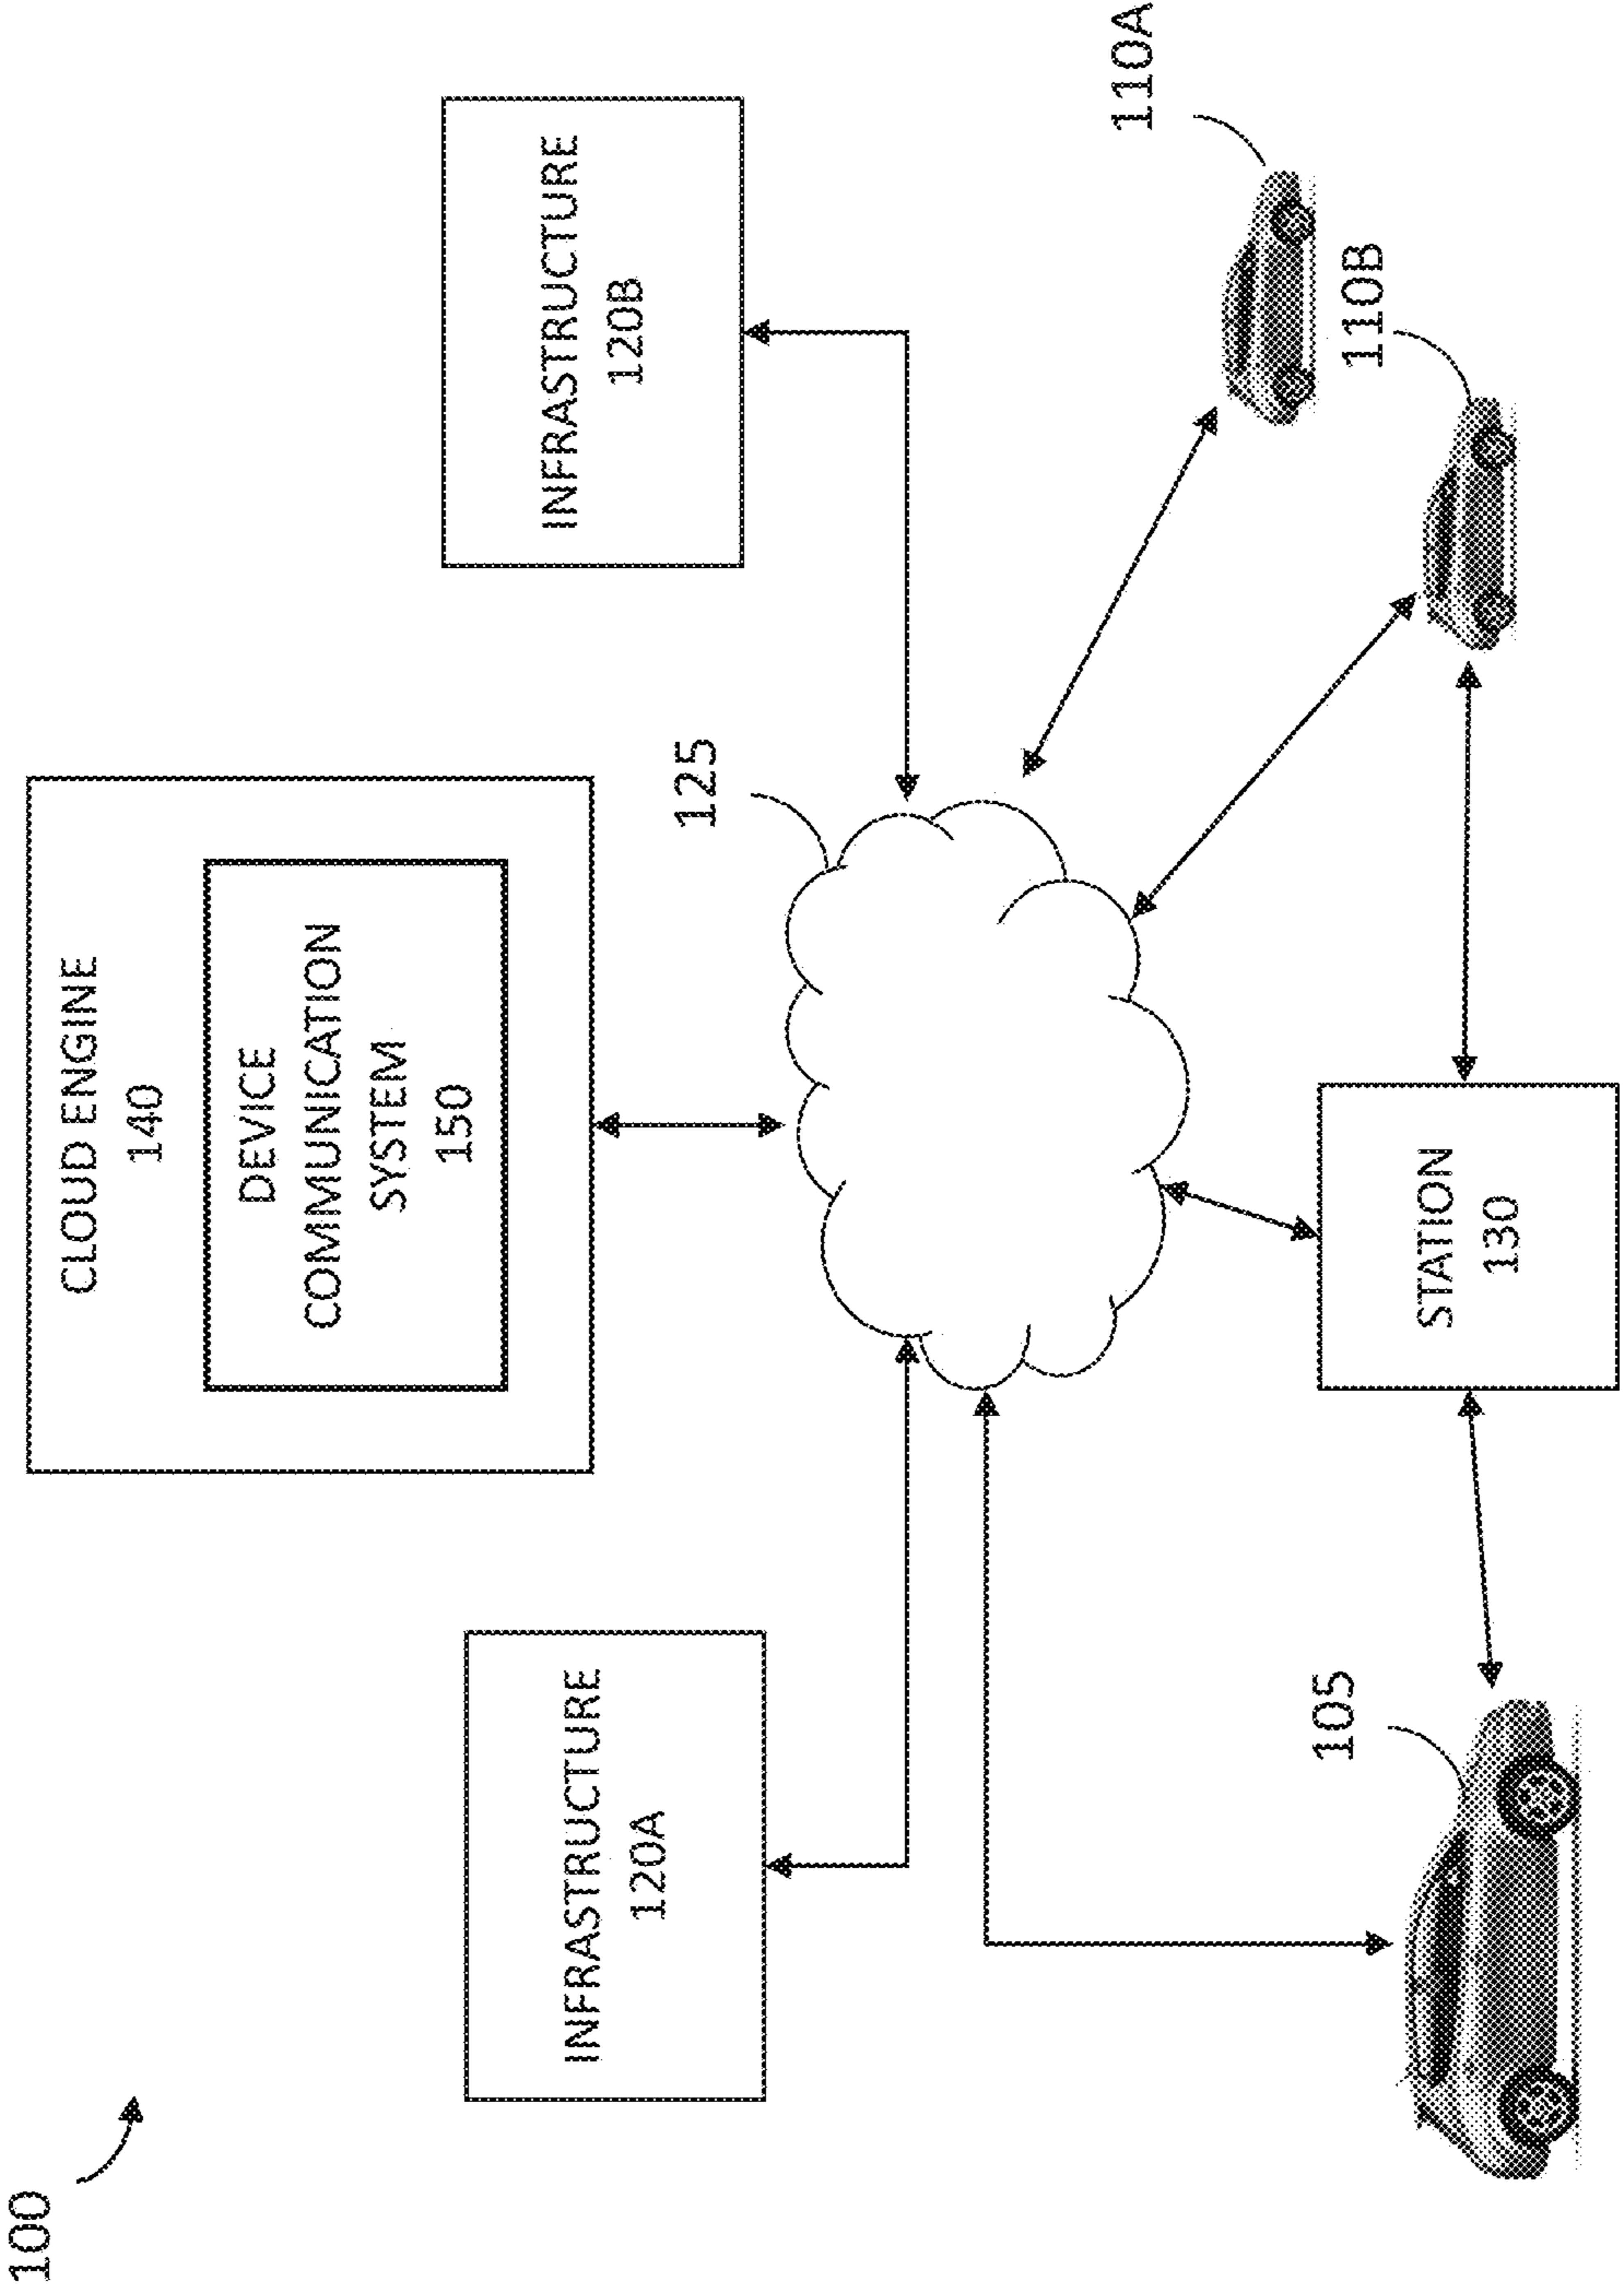 100
CLOUD ENGINE
140
DEVICE
COMMUNICATION
SYSTEM
150
INFRASTRUCTURE
120A
INFRASTRUCTURE
120B
125
110A
110B
105
STATION
130